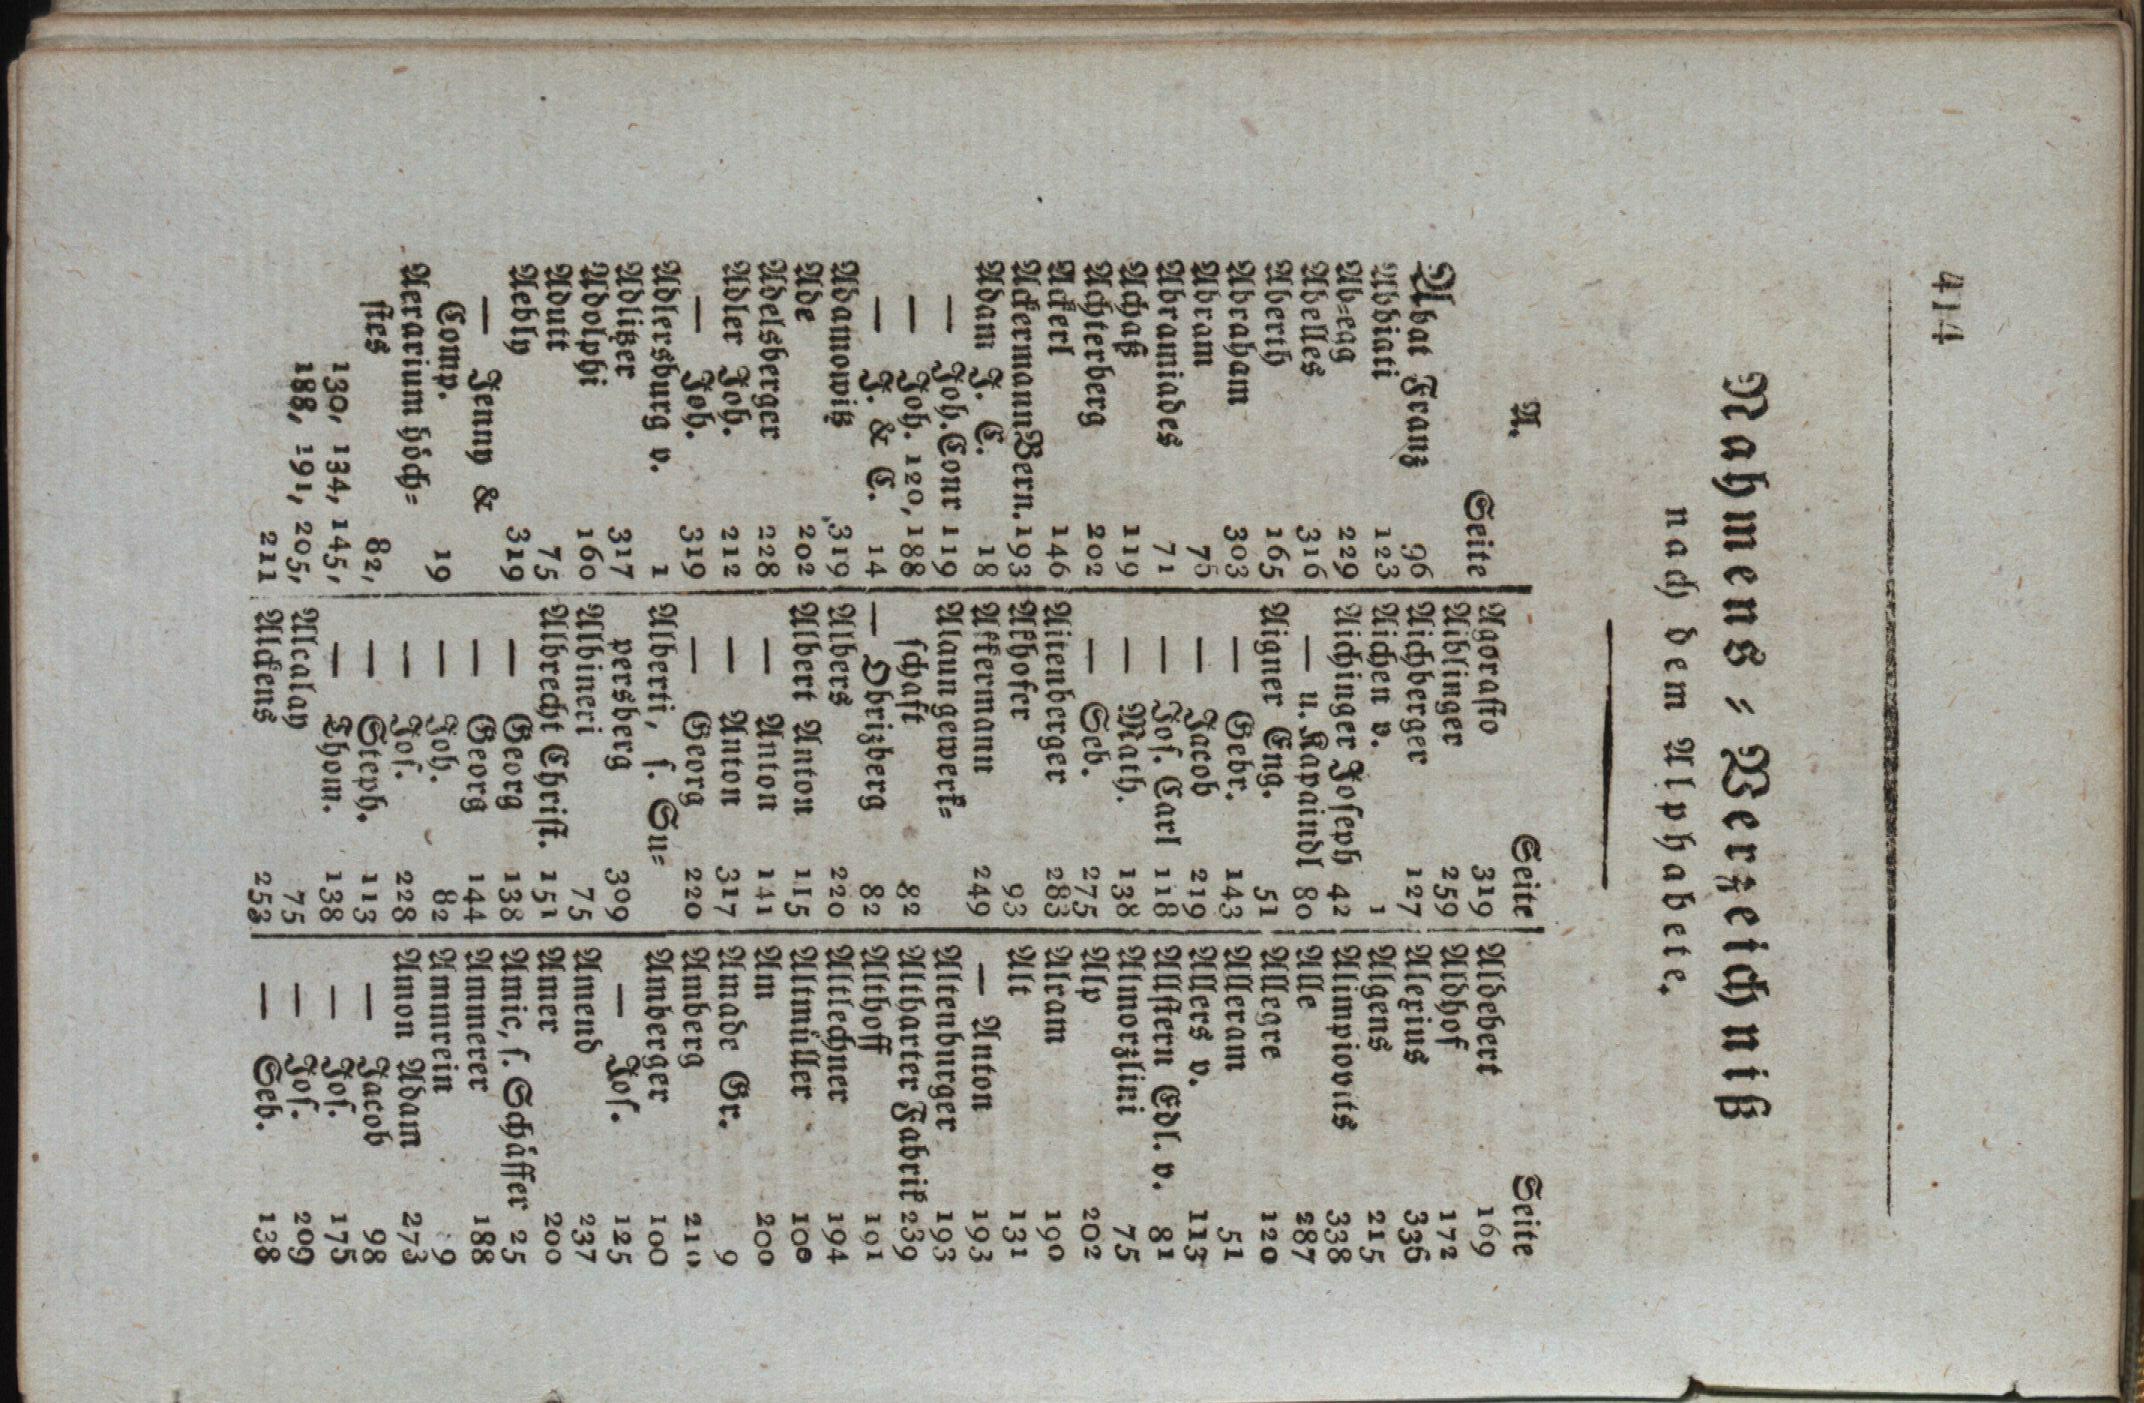 414
Nahmens-Verzeichniß
nach dem Alphabete.
A.
Seite
Abat Franz 96
Abdiati 123
Ab-egg 229
Abelles 316
Aberth 165
Abraham 303
Abram 75
Abramiades 71
Achaß 119
Achterberg 202
Ackerl 146
Ackermann Bern. 193
Adam J. C. 18
— Joh. Conr 119
— Joh. 120, 188
— J. & C. 14
Adamowiß 319
Ade 202
Adelsberger 228
Adler Joh. 212
— Joh. 319
Adlersburg v. 1
Adlitzer 317
Adolphi 160
Adutt 75
Aebly 319
— Jenny &
Comp. 19
Aerarium höch-
stes 82,
130, 134, 145,
188, 191, 205,
211
Seite
Agorasto 319
Aiblinger 259
Aichberger 127
Aichen v. 1
Aichinger Joseph 42
— u. Kapaindl 80
Aigner Eng. 51
— Gebr. 143
— Jacob 219
— Jos. Carl 118
— Math. 138
— Seb. 275
Aitenberger 283
Akhofer 93
Akermann 249
Alaungewerk-
schaft 82
— Obrizberg 82
Albers 220
Albert Anton 115
— Anton 141
— Anton 317
— Georg 220
Alberti, s. Su-
persberg 309
Albineri 75
Albrecht Christ. 151
— Georg 138
— Georg 144
— Joh. 82
— Jos. 228
— Steph. 113
— Thom. 138
Alcalay 75
Alckens 253
Seite
Aldebert 169
Aldhof 172
Alexius 336
Algens 215
Alimpiovits 338
Alle 287
Allegre 120
Alleram 51
Allers v. 113
Allstern Edl. v. 81
Almorzlini 75
Alp 202
Alram 190
Alt 131
— Anton 193
Altenburger 193
Altharter Fabrik 239
Althoff 191
Altlechner 194
Altmüller 100
Am 200
Amade Gr. 9
Amberg 210
Amberger 100
— Jos. 125
Amend 237
Amer 200
Amic, s. Schäffer 25
Ammerer 188
Ammrein 9
Amon Adam 273
— Jacob 98
— Jos. 175
— Jos. 209
— Seb. 138